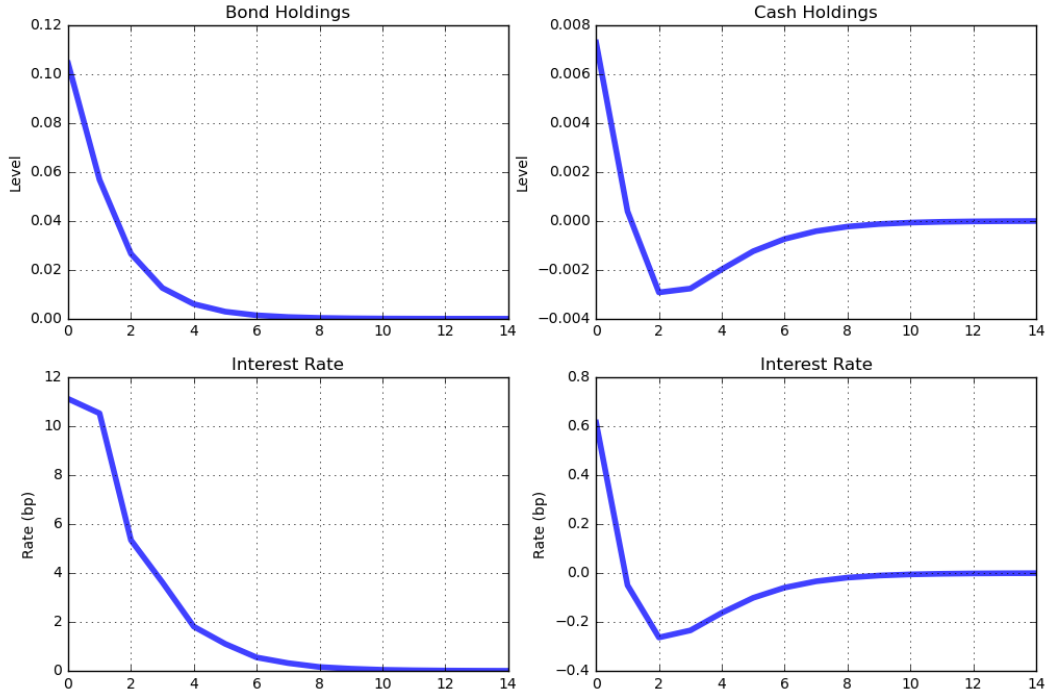 Bond Holdings
Level
0.12
0.10
0.08
0.06
0.04
0.02
0.00
0 2 4 6 8 10 12 14
Cash Holdings
Level
0.008
0.006
0.004
0.002
0.000
−0.002
−0.004
0 2 4 6 8 10 12 14
Interest Rate
Rate (bp)
12
10
8
6
4
2
0
0 2 4 6 8 10 12 14
Interest Rate
Rate (bp)
0.8
0.6
0.4
0.2
0.0
−0.2
−0.4
0 2 4 6 8 10 12 14